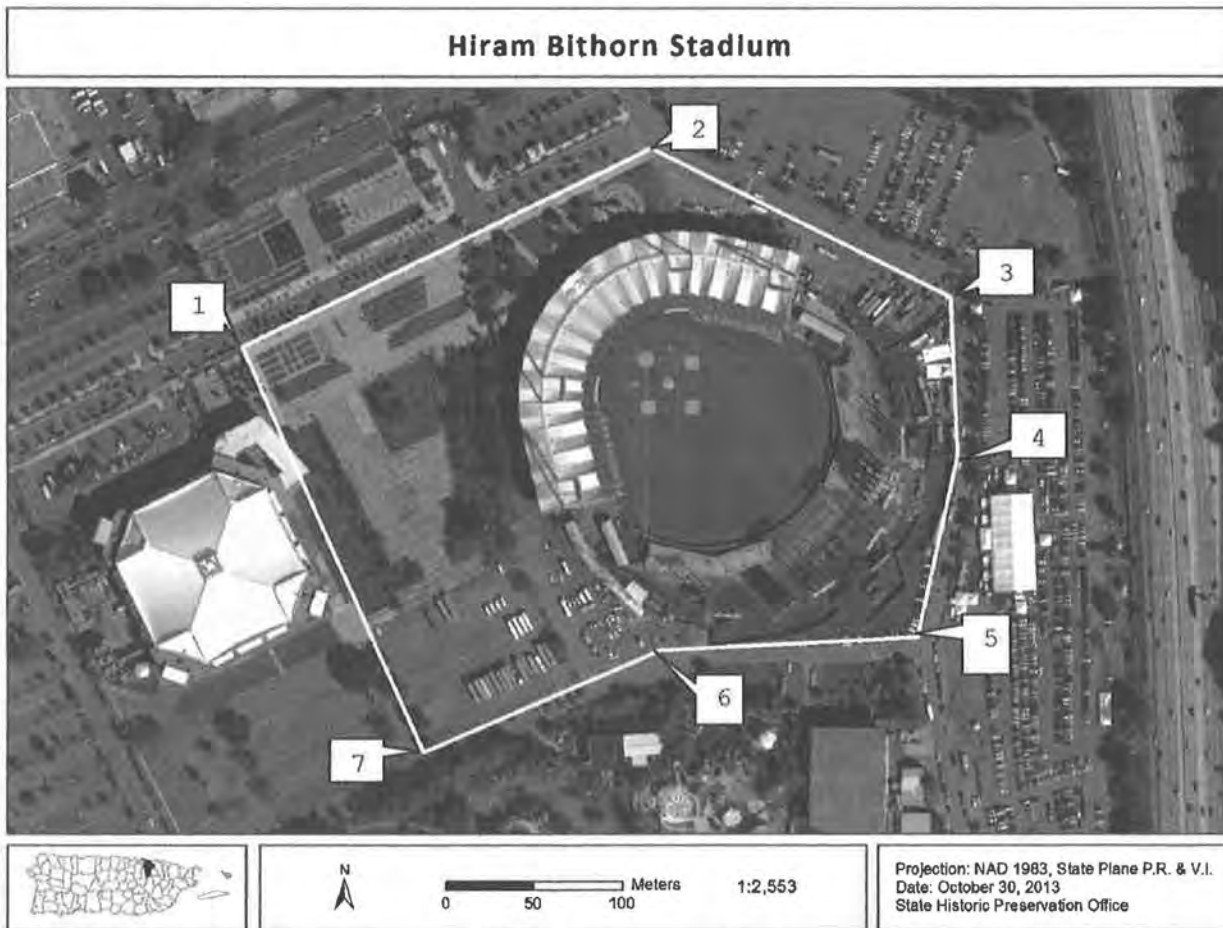 Hiram Bithorn Stadium
2
3
1
4
5
6
7
N
Meters
0 50 100
1:2,553
Projection: NAD 1983, State Plane P.R. & V.I.
Date: October 30, 2013
State Historic Preservation Office